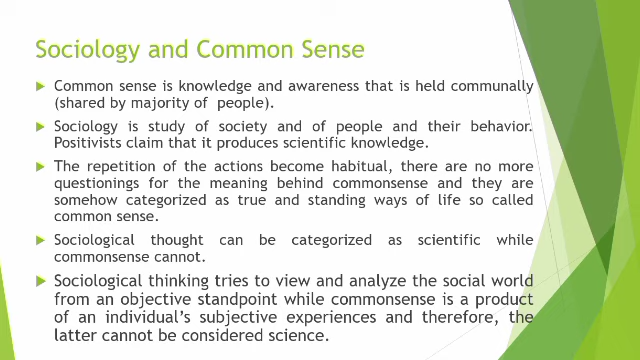 Sociology and Common Sense
Common sense is knowledge and awareness that is held communally
(shared by majority of people).
Sociology is study of society and of people and their behavior.
Positivists claim that it produces scientific knowledge.
The repetition of the actions become habitual, there are no more
questionings for the meaning behind commonsense and they are
somehow categorized as true and standing ways of life so called
common sense.
Sociological thought can be categorized as scientific while
commonsense cannot.
Sociological thinking tries to view and analyze the social world
from an objective standpoint while commonsense is a product
of an individual's subjective experiences and therefore, the
latter cannot be considered science.